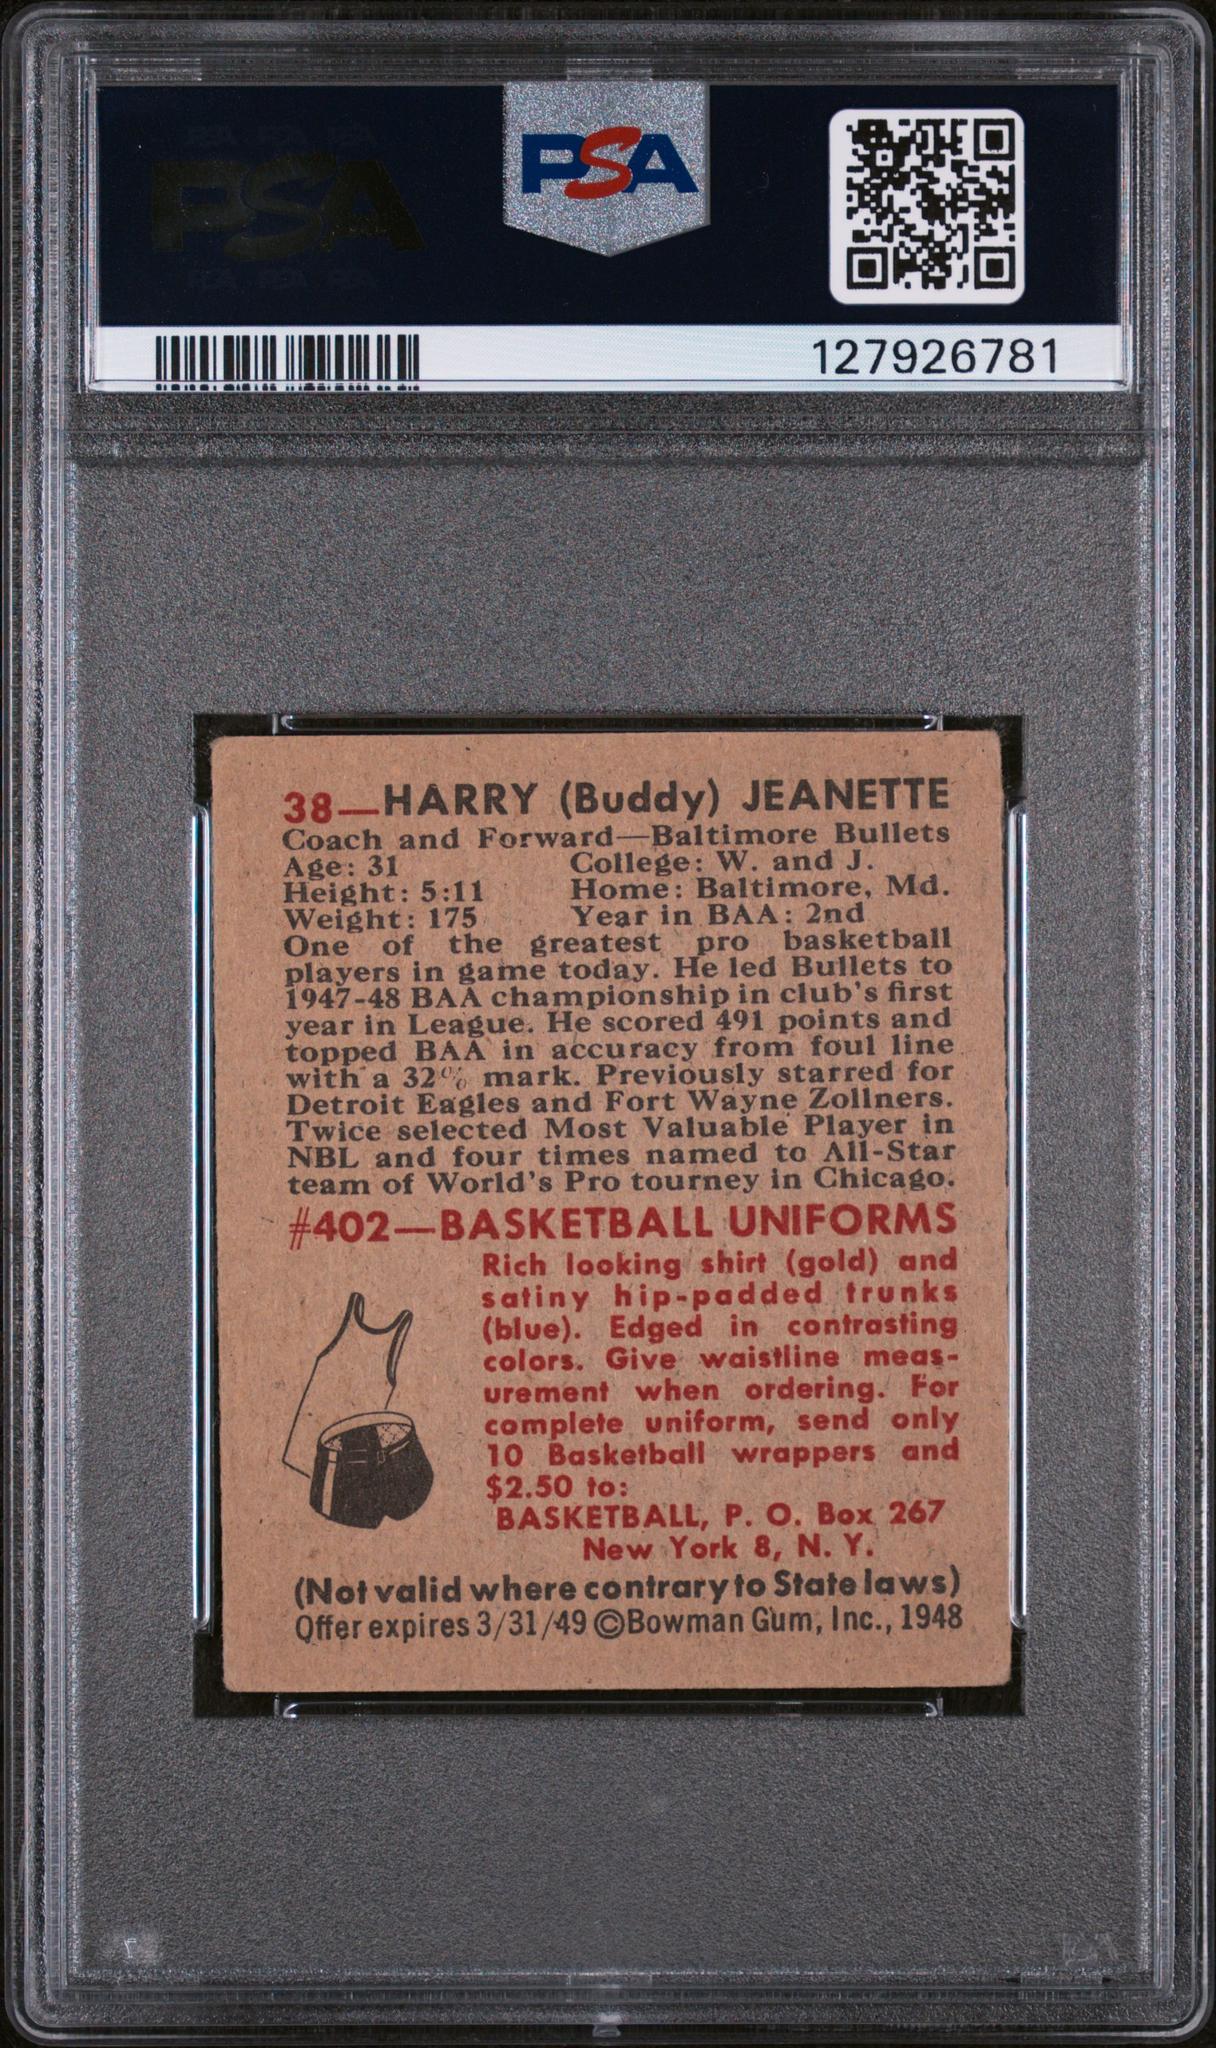 PSA
PSA
127926781
38—HARRY (Buddy) JEANETTE
Coach and Forward—Baltimore Bullets
Age: 31 College: W. and J.
Height: 5:11 Home: Baltimore, Md.
Weight: 175 Year in BAA: 2nd
One of the greatest pro basketball
players in game today. He led Bullets to
1947-48 BAA championship in club's first
year in League. He scored 491 points and
topped BAA in accuracy from foul line
with a 32% mark. Previously starred for
Detroit Eagles and Fort Wayne Zollners.
Twice selected Most Valuable Player in
NBL and four times named to All-Star
team of World's Pro tourney in Chicago.
#402—BASKETBALL UNIFORMS
Rich looking shirt (gold) and
satiny hip-padded trunks
(blue). Edged in contrasting
colors. Give waistline meas-
urement when ordering. For
complete uniform, send only
10 Basketball wrappers and
$2.50 to:
BASKETBALL, P. O. Box 267
New York 8, N. Y.
(Not valid where contrary to State laws)
Offer expires 3/31/49 ©Bowman Gum, Inc., 1948